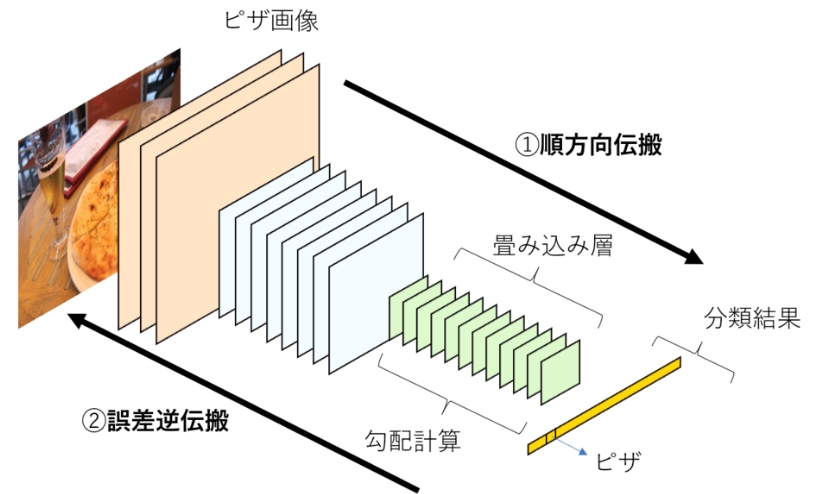 ピザ画像
①順方向伝搬
畳み込み層
分類結果
②誤差逆伝搬
勾配計算
ピザ